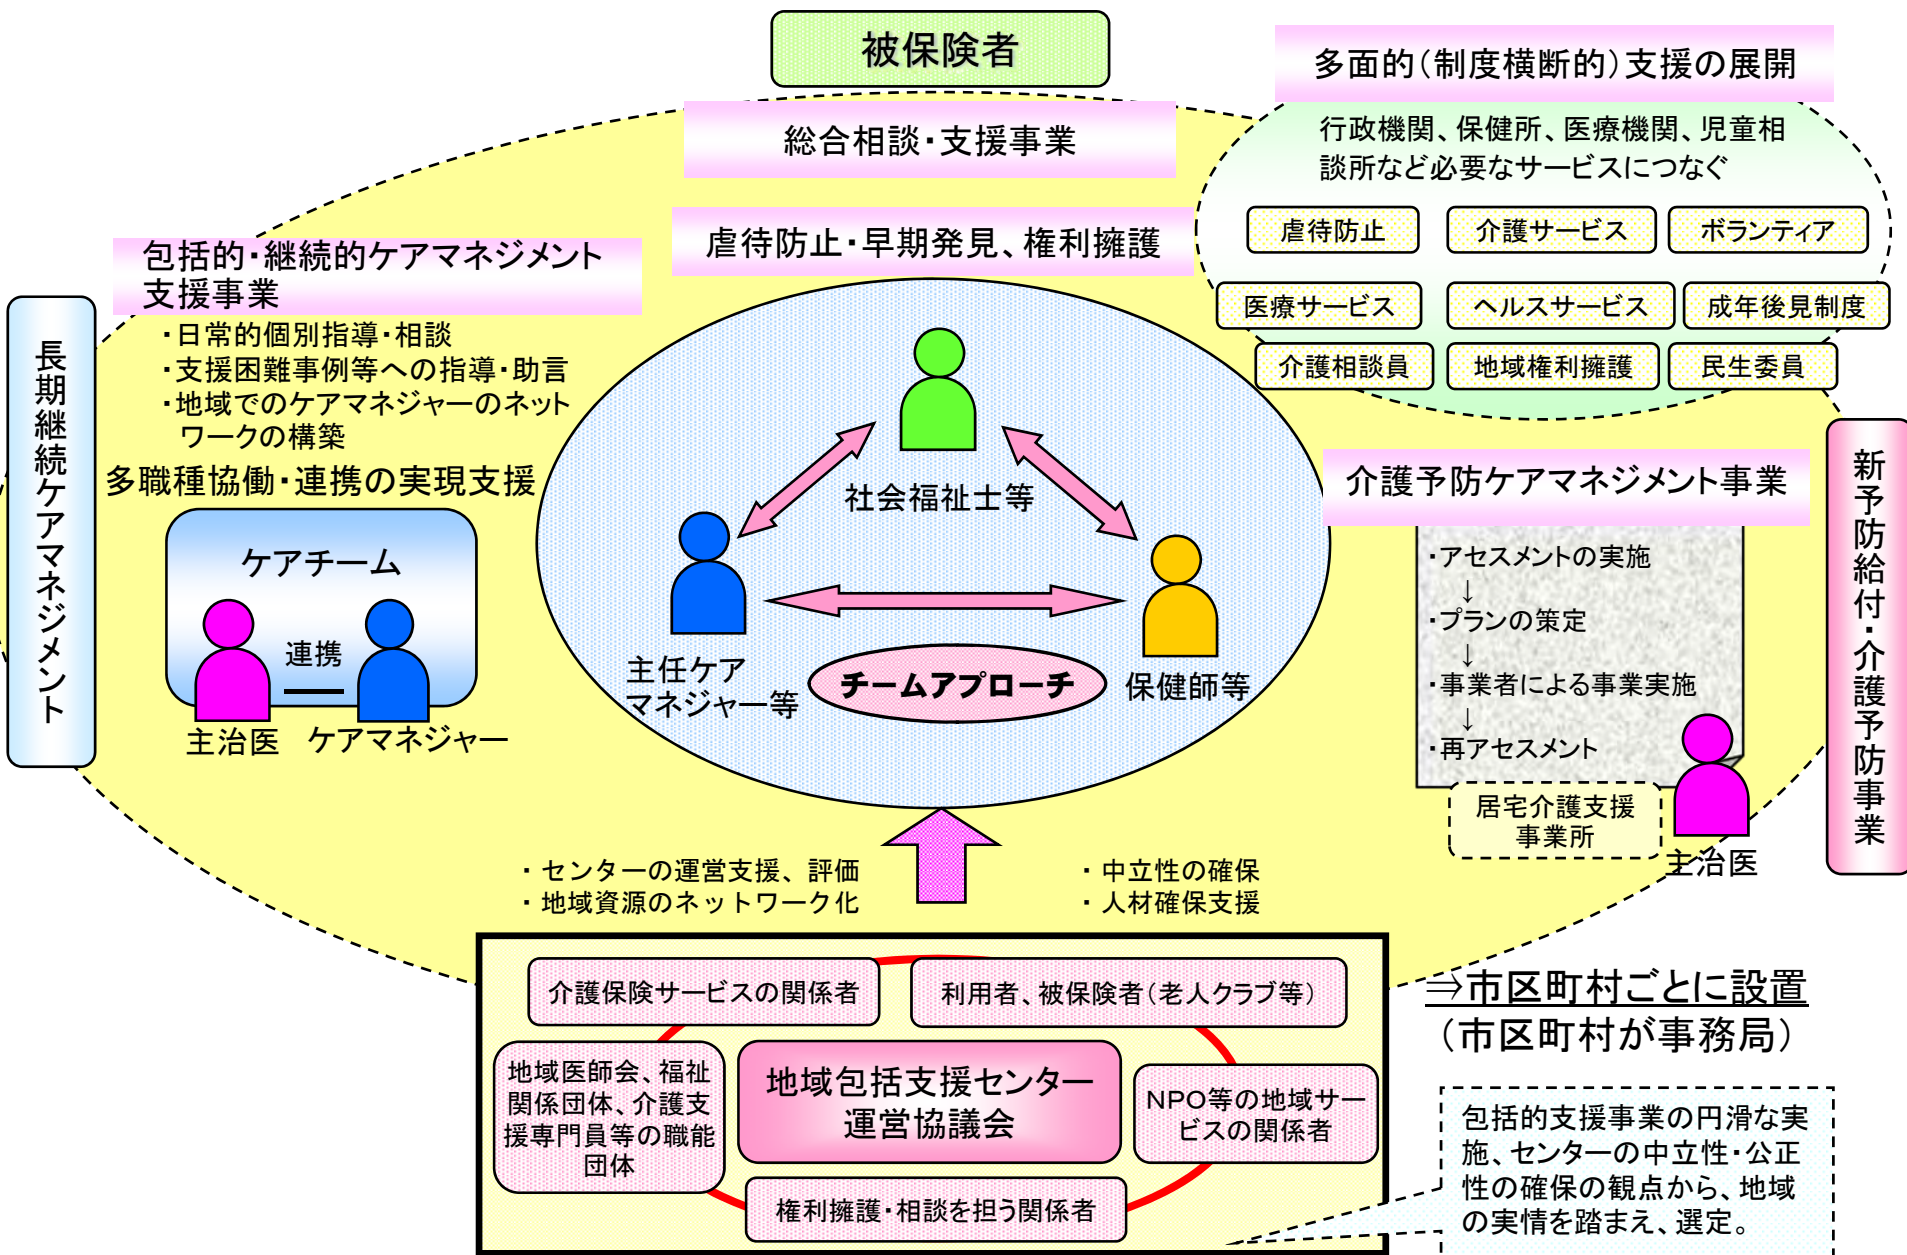 被保険者
多面的（制度横断的）支援の展開
行政機関、保健所、医療機関、児童相
談所など必要なサービスにつなぐ
虐待防止
介護サービス
ボランティア
医療サービス
ヘルスサービス
成年後見制度
介護相談員
地域権利擁護
民生委員
総合相談・支援事業
虐待防止・早期発見、権利擁護
包括的・継続的ケアマネジメント
支援事業
・日常的個別指導・相談
・支援困難事例等への指導・助言
・地域でのケアマネジャーのネット
ワークの構築
多職種協働・連携の実現支援
ケアチーム
連携
主治医
ケアマネジャー
長期継続ケアマネジメント
社会福祉士等
主任ケア
マネジャー等
チームアプローチ
保健師等
介護予防ケアマネジメント事業
・アセスメントの実施
↓
・プランの策定
↓
・事業者による事業実施
↓
・再アセスメント
居宅介護支援
事業所
主治医
新予防給付・介護予防事業
・センターの運営支援、評価
・地域資源のネットワーク化
・中立性の確保
・人材確保支援
介護保険サービスの関係者
利用者、被保険者（老人クラブ等）
地域医師会、福祉
関係団体、介護支
援専門員等の職能
団体
地域包括支援センター
運営協議会
NPO等の地域サー
ビスの関係者
権利擁護・相談を担う関係者
⇒市区町村ごとに設置
（市区町村が事務局）
包括的支援事業の円滑な実
施、センターの中立性・公正
性の確保の観点から、地域
の実情を踏まえ、選定。